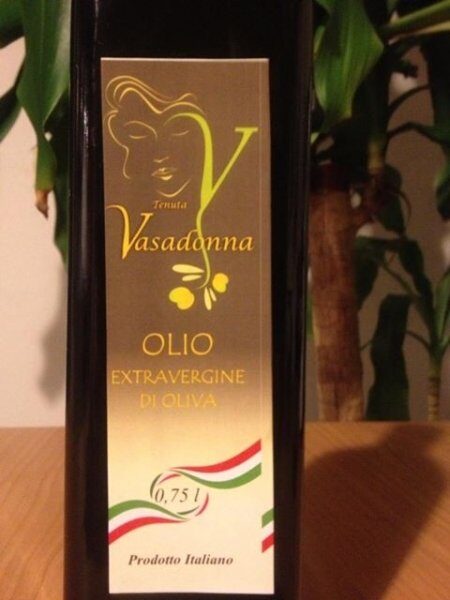 Tenuta
Vasadonna
OLIO
EXTRAVERGINE
DI OLIVA
0,75 l
Prodotto Italiano